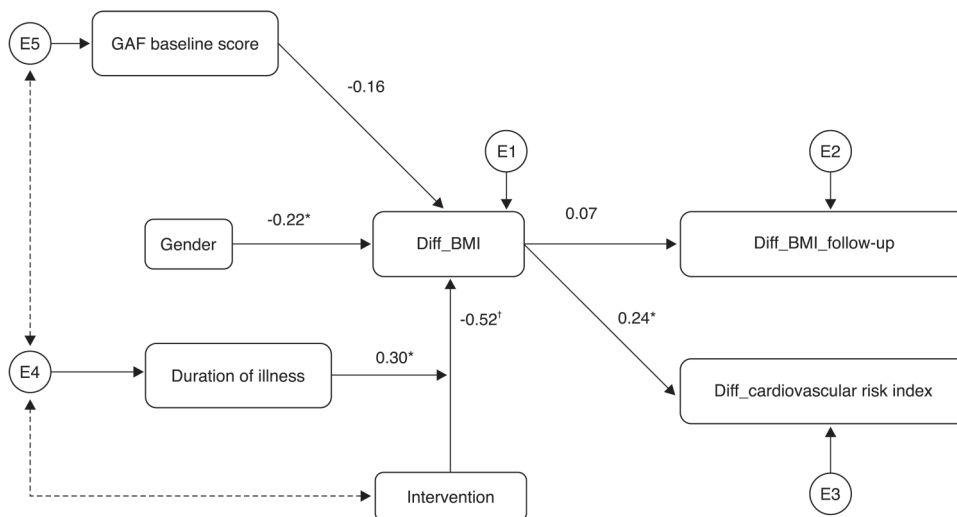 E5
GAF baseline score
-0.16
E1
E2
Gender
-0.22*
Diff_BMI
0.07
Diff_BMI_follow-up
-0.52†
0.24*
E4
Duration of illness
0.30*
Diff_cardiovascular risk index
Intervention
E3